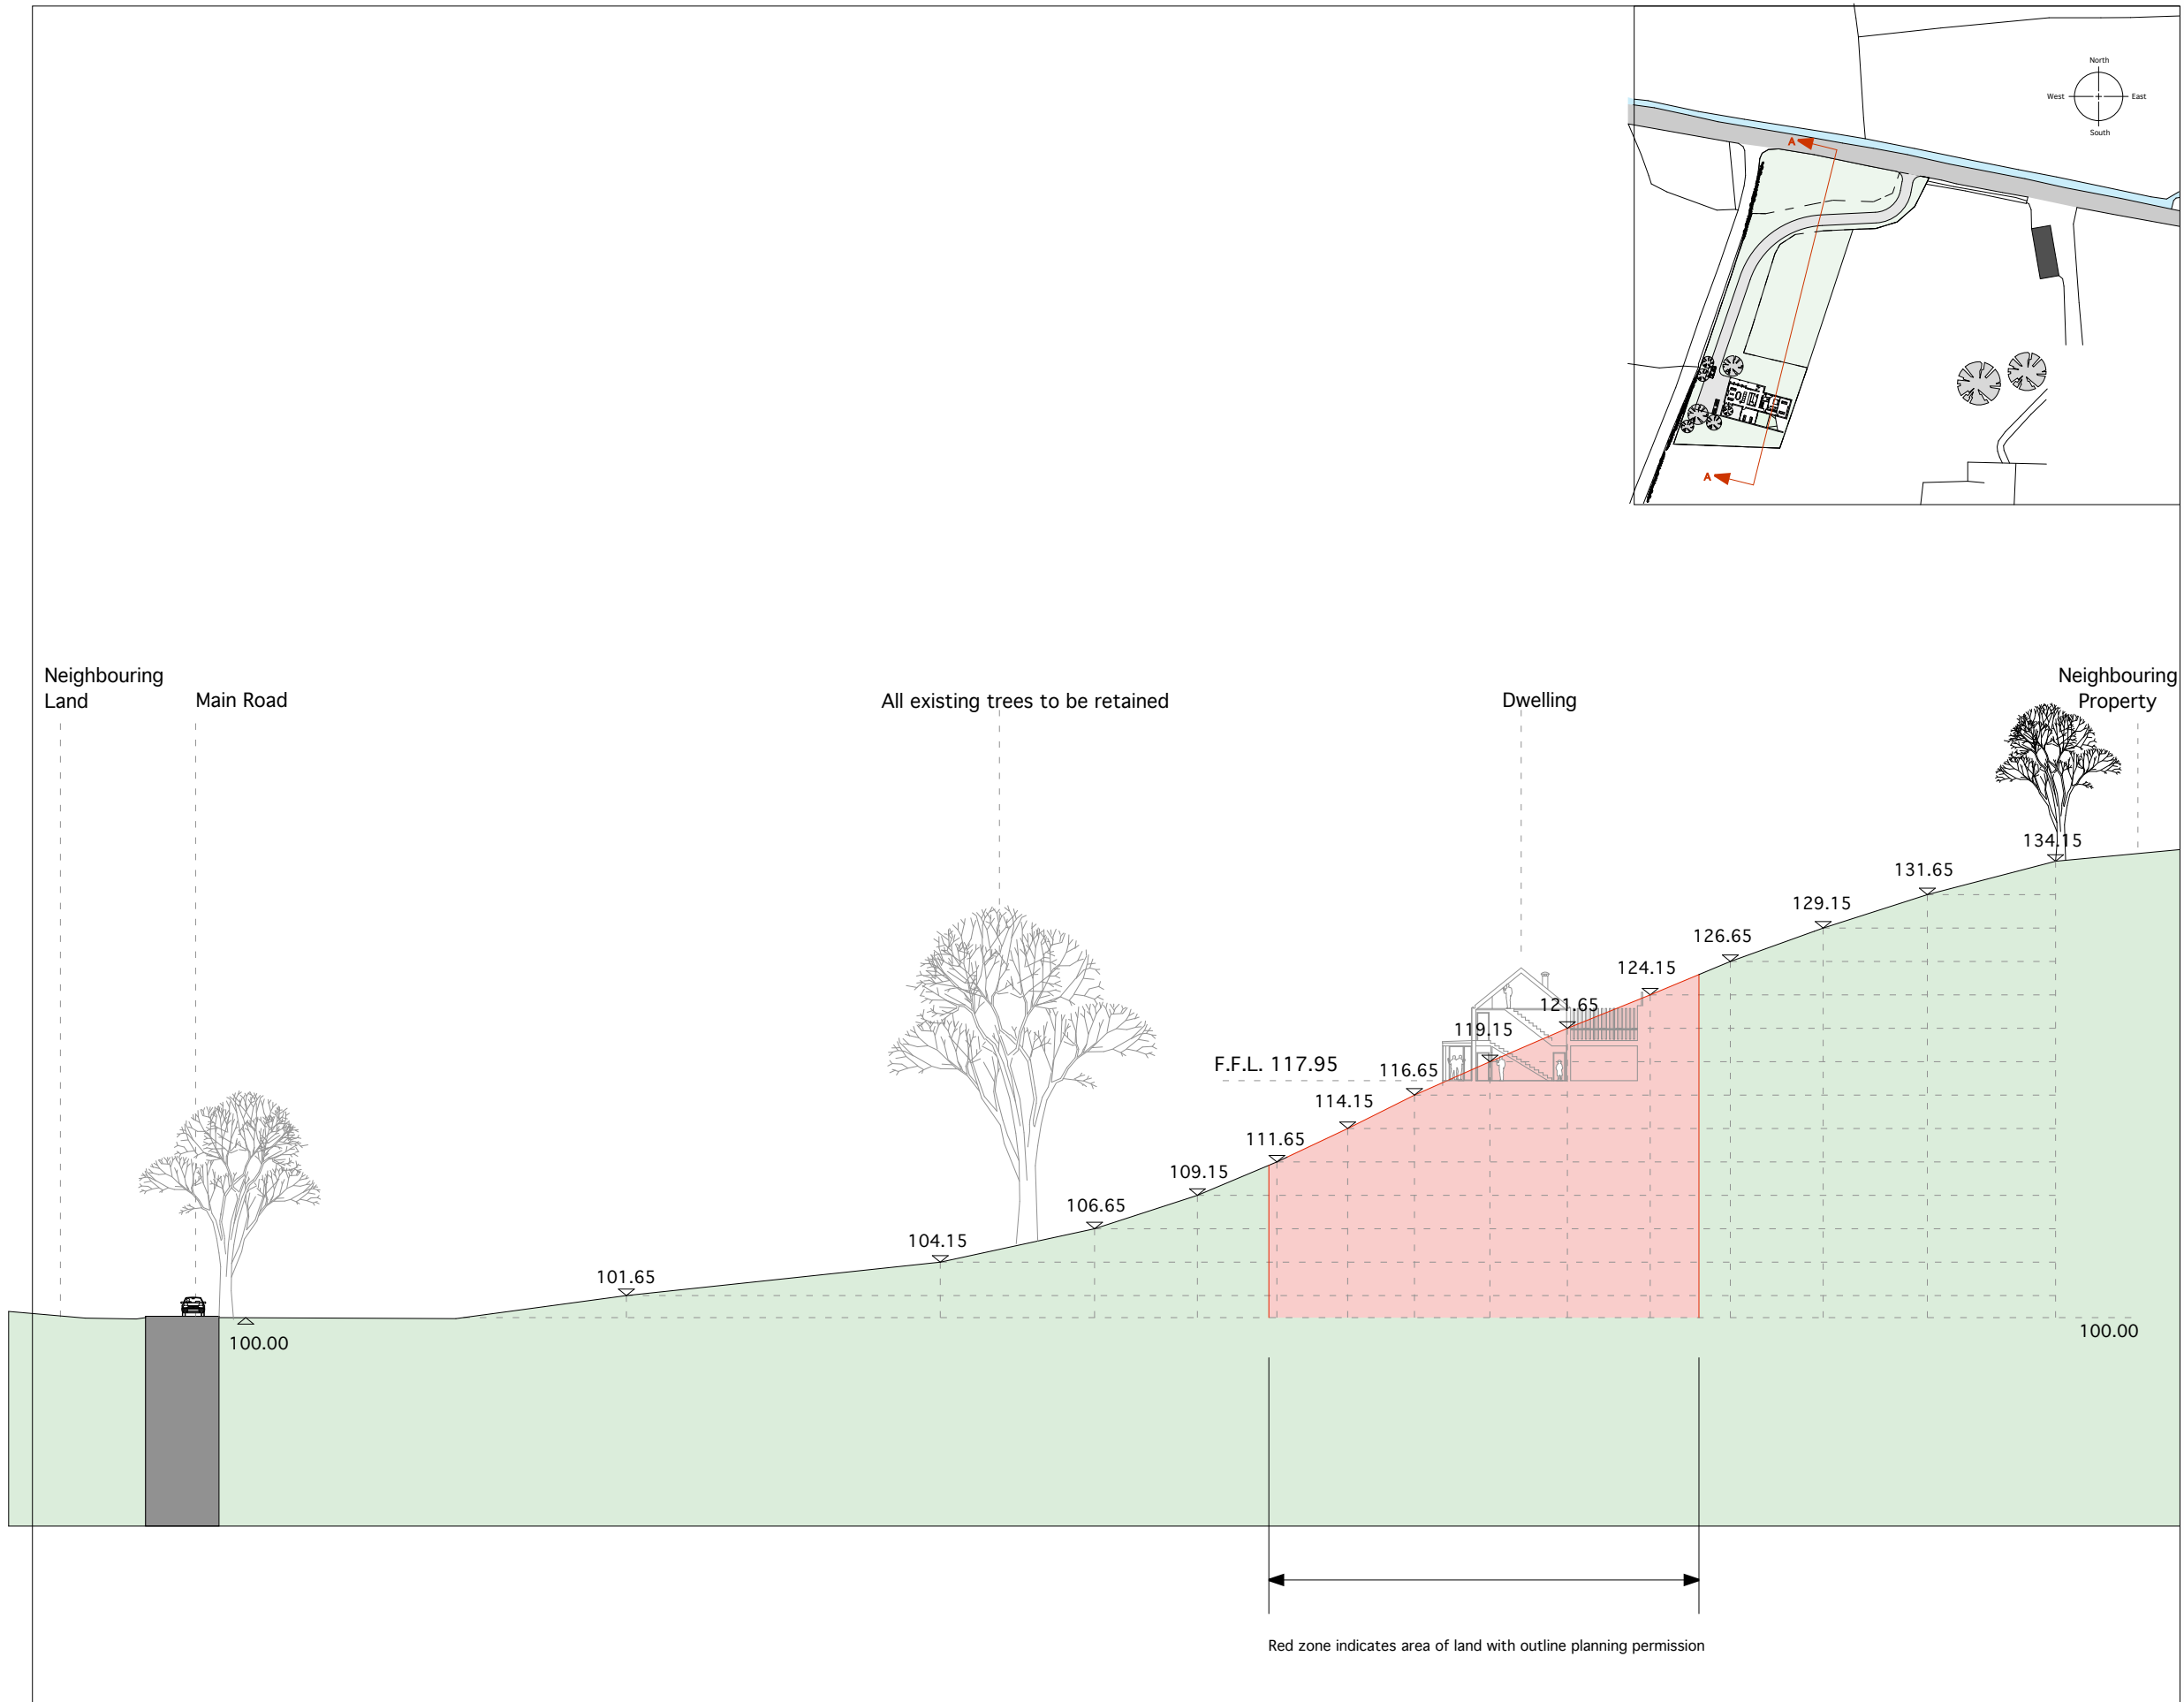 North
West
East
South
A
A
Neighbouring
Land
Main Road
All existing trees to be retained
Dwelling
Neighbouring
Property
134.15
131.65
129.15
126.65
124.15
121.65
119.15
F.F.L. 117.95
116.65
114.15
111.65
109.15
106.65
104.15
101.65
100.00
100.00
Red zone indicates area of land with outline planning permission